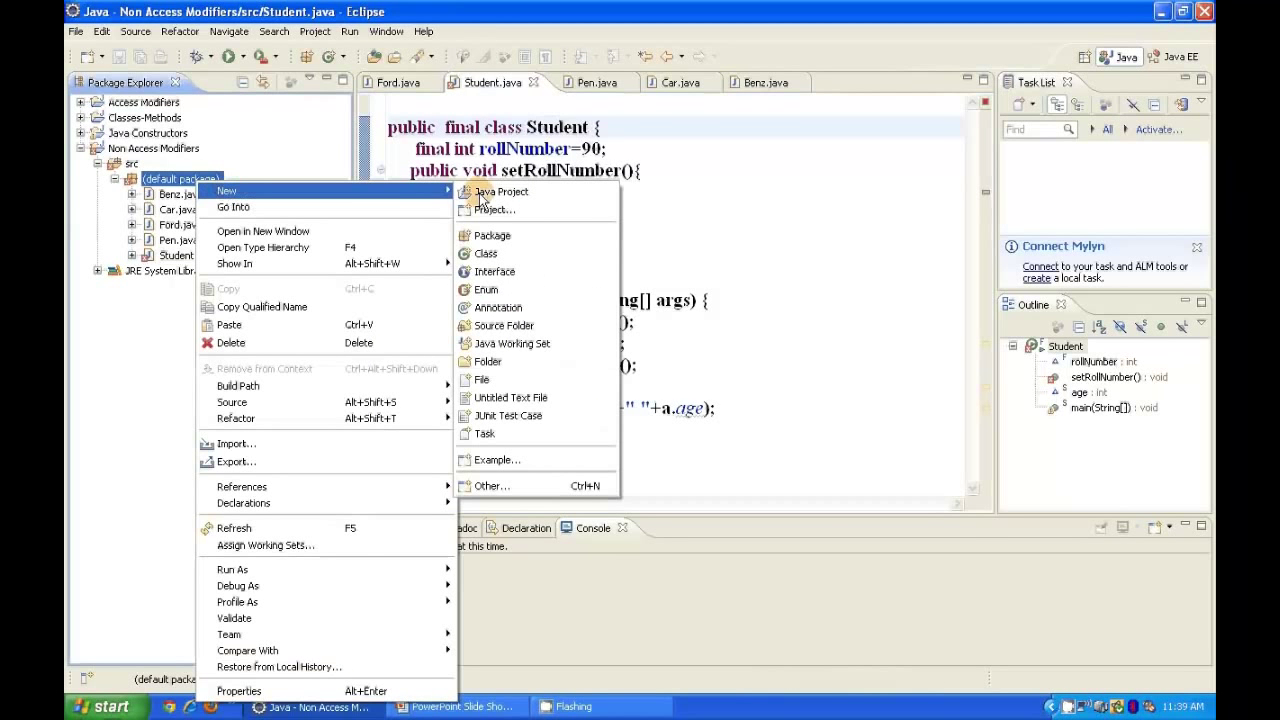 Java - Non Access Modifiers/src/Student.java - Eclipse
File Edit Source Refactor Navigate Search Project Run Window Help
Java Java EE
Package Explorer
Access Modifiers
Classes-Methods
Java Constructors
Non Access Modifiers
src
(default package)
Benz.jav
Car.java
Ford.java
Pen.java
Student
JRE System Libr
Ford.java Student.java Pen.java Car.java Benz.java
public final class Student {
final int rollNumber=90;
public void setRollNumber(){
ng[] args) {
();
;
();
+" "+a.age);
New
Go Into
Open in New Window
Open Type Hierarchy F4
Show In Alt+Shift+W
Copy Ctrl+C
Copy Qualified Name
Paste Ctrl+V
Delete Delete
Remove from Context Ctrl+Alt+Shift+Down
Build Path
Source Alt+Shift+S
Refactor Alt+Shift+T
Import...
Export...
References
Declarations
Refresh F5
Assign Working Sets...
Run As
Debug As
Profile As
Validate
Team
Compare With
Restore from Local History...
Properties Alt+Enter
Java Project
Project...
Package
Class
Interface
Enum
Annotation
Source Folder
Java Working Set
Folder
File
Untitled Text File
JUnit Test Case
Task
Example...
Other... Ctrl+N
Task List
Find All Activate...
Connect Mylyn
Connect to your task and ALM tools or
create a local task.
Outline
Student
rollNumber : int
setRollNumber() : void
age : int
main(String[]) : void
adoc Declaration Console
at this time.
(default packa
start Java - Non Access M... PowerPoint Slide Sho... Flashing 11:39 AM